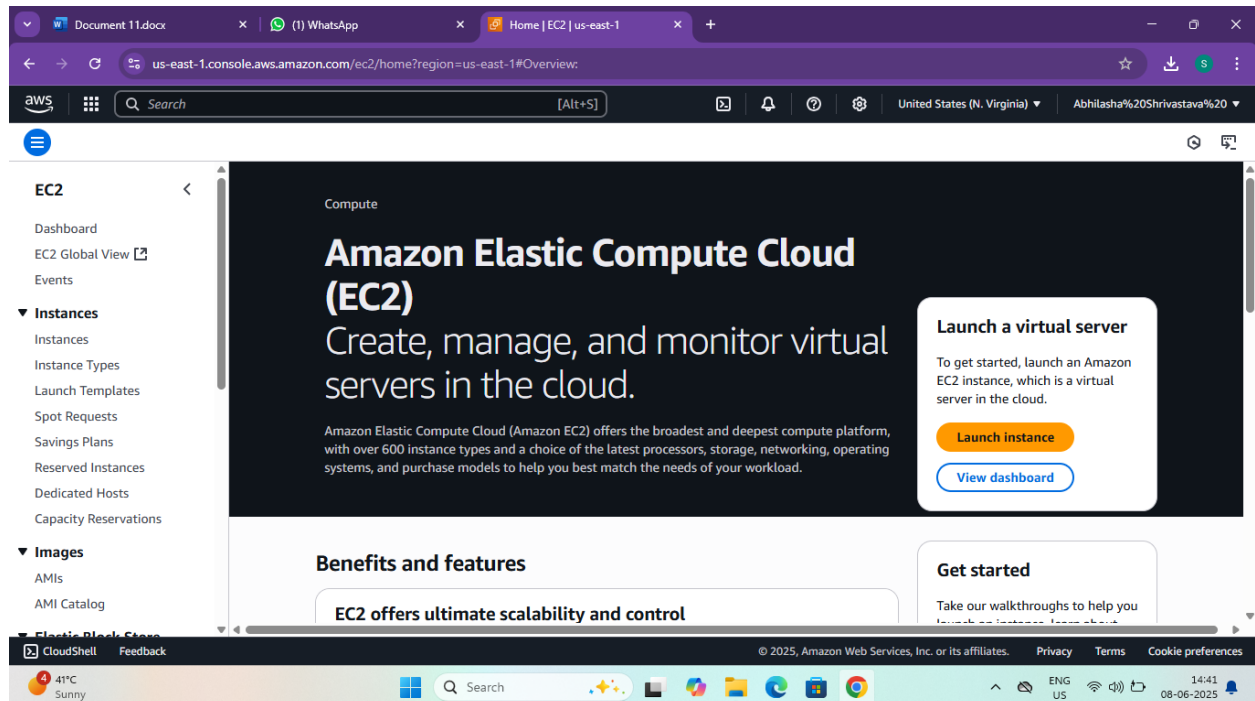 Document 11.docx
(1) WhatsApp
Home | EC2 | us-east-1
us-east-1.console.aws.amazon.com/ec2/home?region=us-east-1#Overview:
S
aws
Search
[Alt+S]
United States (N. Virginia)
Abhilasha%20Shrivastava%20
EC2
Dashboard
EC2 Global View
Events
Instances
Instances
Instance Types
Launch Templates
Spot Requests
Savings Plans
Reserved Instances
Dedicated Hosts
Capacity Reservations
Images
AMIs
AMI Catalog
Elastic Block Store
Compute
Amazon Elastic Compute Cloud
(EC2)
Create, manage, and monitor virtual
servers in the cloud.
Amazon Elastic Compute Cloud (Amazon EC2) offers the broadest and deepest compute platform,
with over 600 instance types and a choice of the latest processors, storage, networking, operating
systems, and purchase models to help you best match the needs of your workload.
Launch a virtual server
To get started, launch an Amazon
EC2 instance, which is a virtual
server in the cloud.
Launch instance
View dashboard
Benefits and features
EC2 offers ultimate scalability and control
Get started
Take our walkthroughs to help you
launch an instance, learn about
CloudShell
Feedback
© 2025, Amazon Web Services, Inc. or its affiliates.
Privacy
Terms
Cookie preferences
4
41°C
Sunny
Search
ENG
US
14:41
08-06-2025